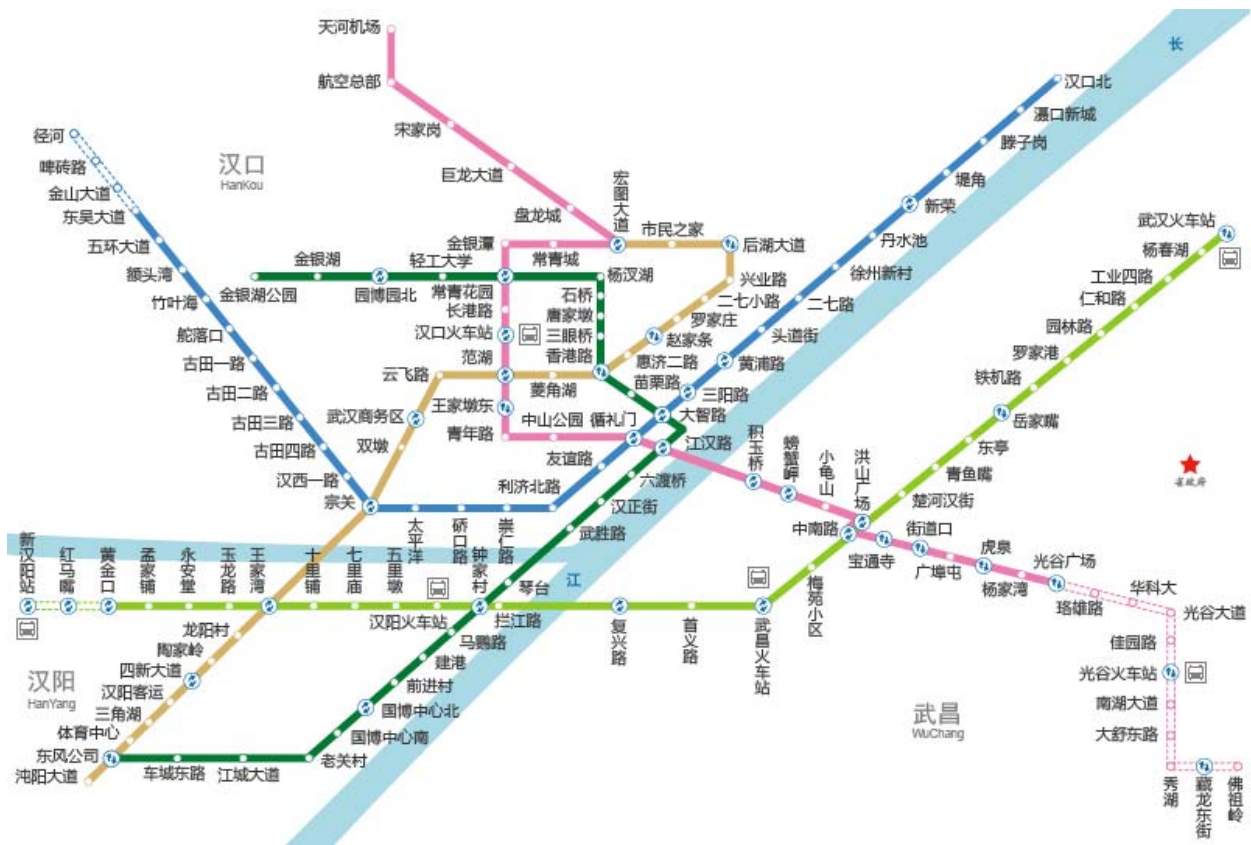 天河机场
航空总部
宋家岗
巨龙大道
盘龙城
宏图大道
市民之家
后湖大道
金银潭
常青城
长
汉口北
滠口新城
滕子岗
堤角
新荣
丹水池
徐州新村
二七路
头道街
黄浦路
三阳路
大智路
循礼门
友谊路
利济北路
崇仁路
硚口路
太平洋
宗关
汉西一路
古田四路
古田三路
古田二路
古田一路
舵落口
竹叶海
额头湾
五环大道
东吴大道
金山大道
啤砖路
径河
汉口
HanKou
金银湖公园
金银湖
园博园北
轻工大学
常青花园
杨汊湖
石桥
唐家墩
三眼桥
香港路
苗栗路
长港路
汉口火车站
范湖
王家墩东
青年路
中山公园
兴业路
二七小路
罗家庄
赵家条
惠济二路
菱角湖
云飞路
武汉商务区
双墩
江汉路
六渡桥
汉正街
武胜路
琴台
钟家村
马鹦路
建港
前进村
国博中心北
国博中心南
老关村
江城大道
车城东路
东风公司
沌阳大道
体育中心
三角湖
汉阳客运
四新大道
陶家岭
龙阳村
汉阳
HanYang
新汉阳站
红马嘴
黄金口
孟家铺
永安堂
玉龙路
王家湾
十里铺
七里庙
五里墩
汉阳火车站
拦江路
江
复兴路
首义路
武昌火车站
梅苑小区
中南路
洪山广场
楚河汉街
青鱼嘴
东亭
岳家嘴
铁机路
罗家港
园林路
仁和路
工业四路
杨春湖
武汉火车站
省政府
积玉桥
螃蟹岬
小龟山
宝通寺
街道口
广埠屯
虎泉
杨家湾
光谷广场
珞雄路
华科大
光谷大道
佳园路
光谷火车站
南湖大道
大舒东路
秀湖
藏龙东街
佛祖岭
武昌
WuChang